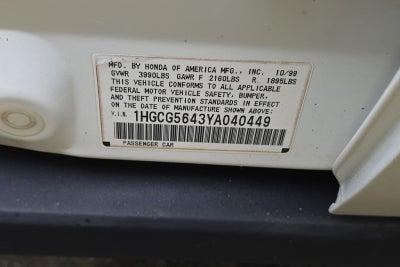 MFD. BY HONDA OF AMERICA MFG., INC. 10/99
GVWR 3990LBS GAWR F 2160LBS R 1895LBS
THIS VEHICLE CONFORMS TO ALL APPLICABLE
FEDERAL MOTOR VEHICLE SAFETY, BUMPER,
AND THEFT PREVENTION STANDARDS IN EFFECT ON
THE DATE OF MANUFACTURE SHOWN ABOVE.
V.I.N. 1HGCG5643YA040449
PASSENGER CAR